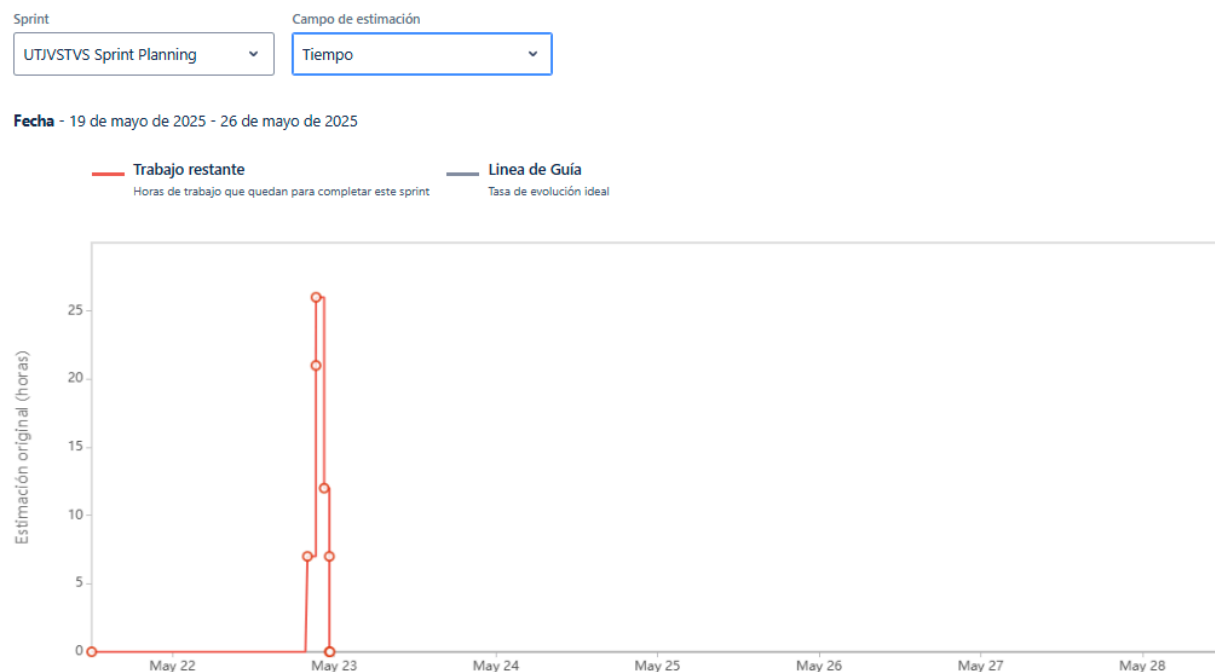 Sprint
Campo de estimación
UTJVSTVS Sprint Planning
Tiempo
Fecha - 19 de mayo de 2025 - 26 de mayo de 2025
Trabajo restante
Horas de trabajo que quedan para completar este sprint
Linea de Guía
Tasa de evolución ideal
Estimación original (horas)
25
20
15
10
5
0
May 22
May 23
May 24
May 25
May 26
May 27
May 28